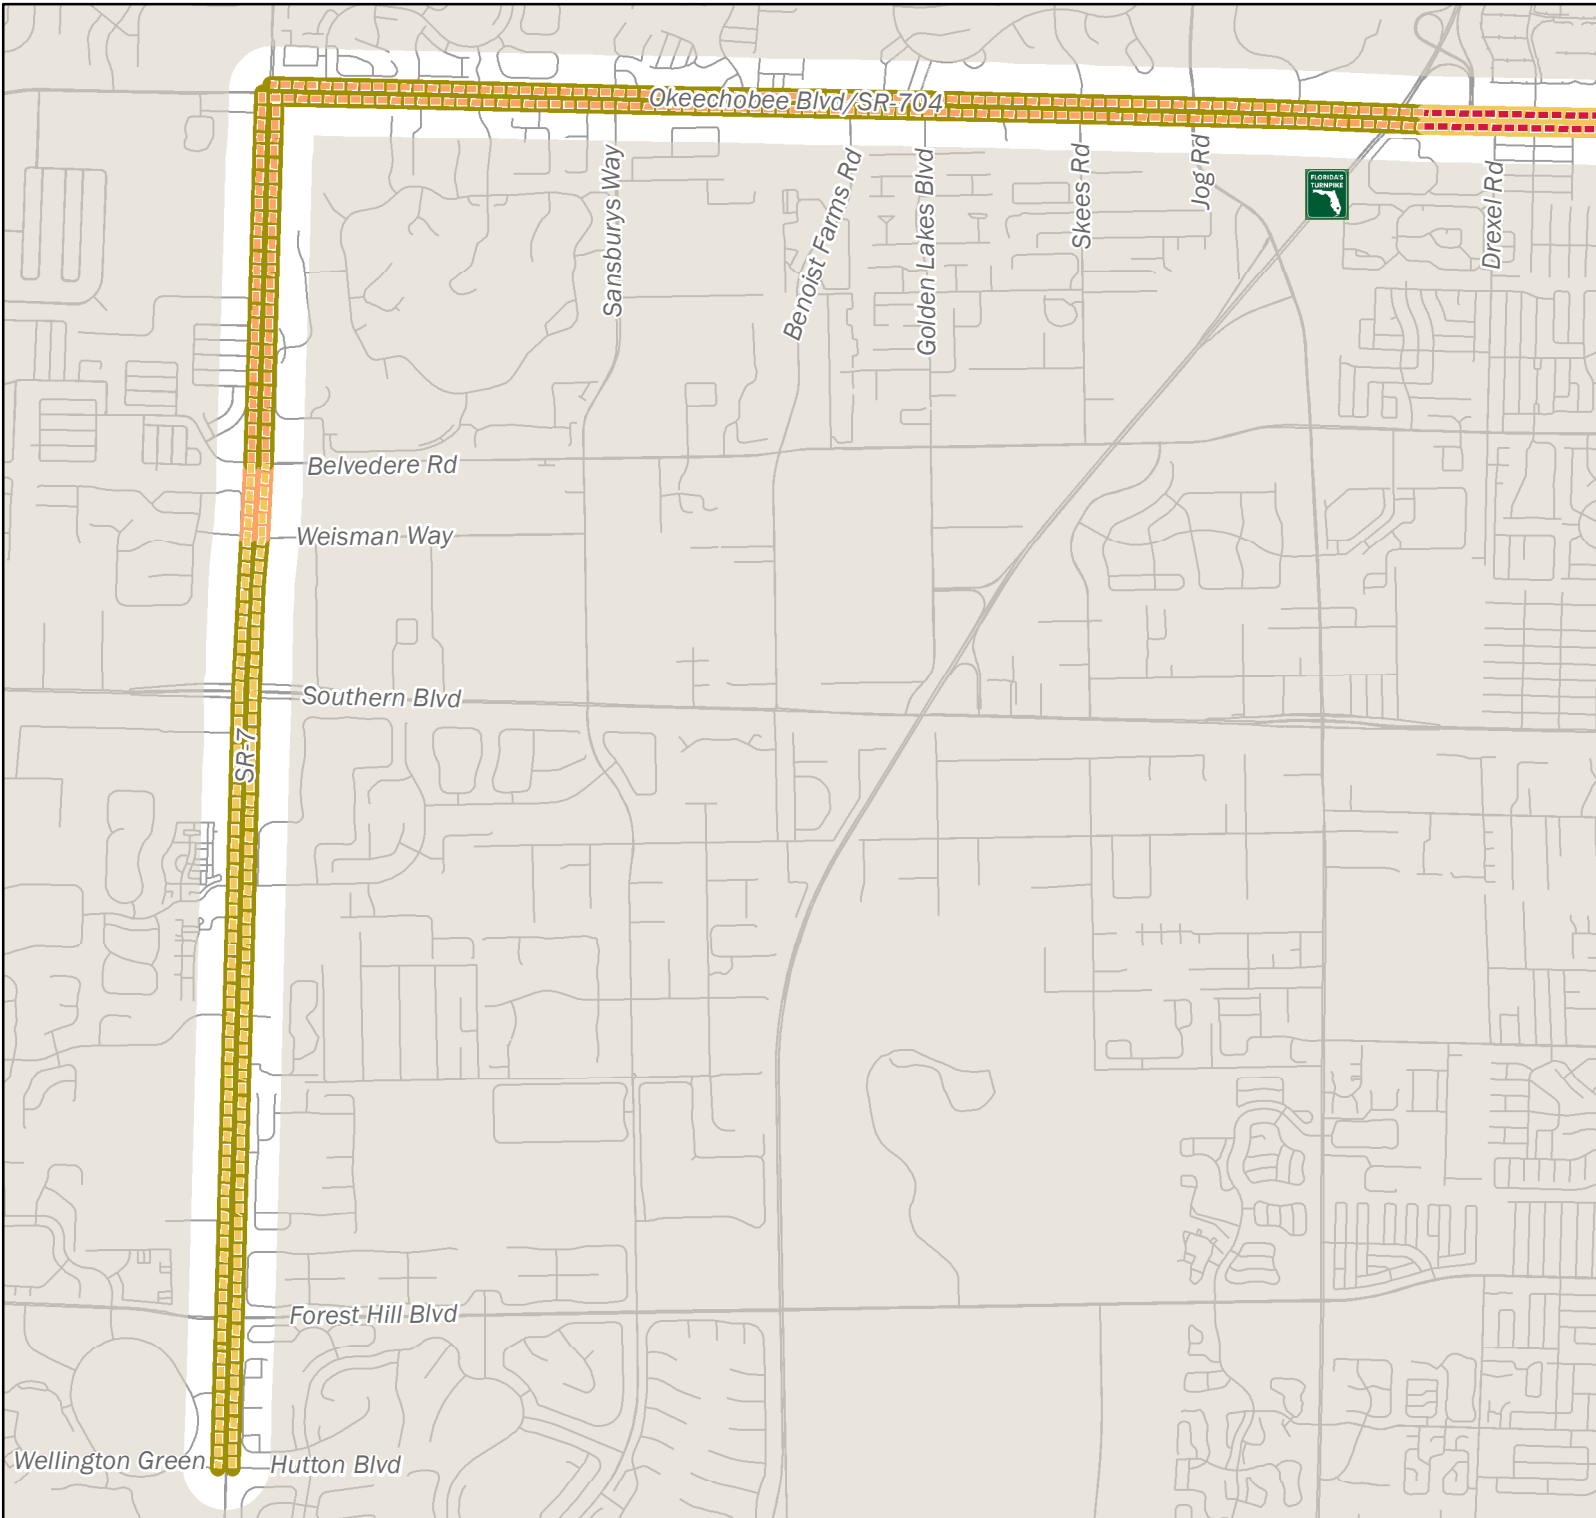 Okeechobee Blvd/SR-704
Sansburys Way
Benoist Farms Rd
Golden Lakes Blvd
Skees Rd
Jog Rd
FLORIDA'S
TURNPIKE
Drexel Rd
Belvedere Rd
Weisman Way
Southern Blvd
SR-7
Forest Hill Blvd
Wellington Green
Hutton Blvd